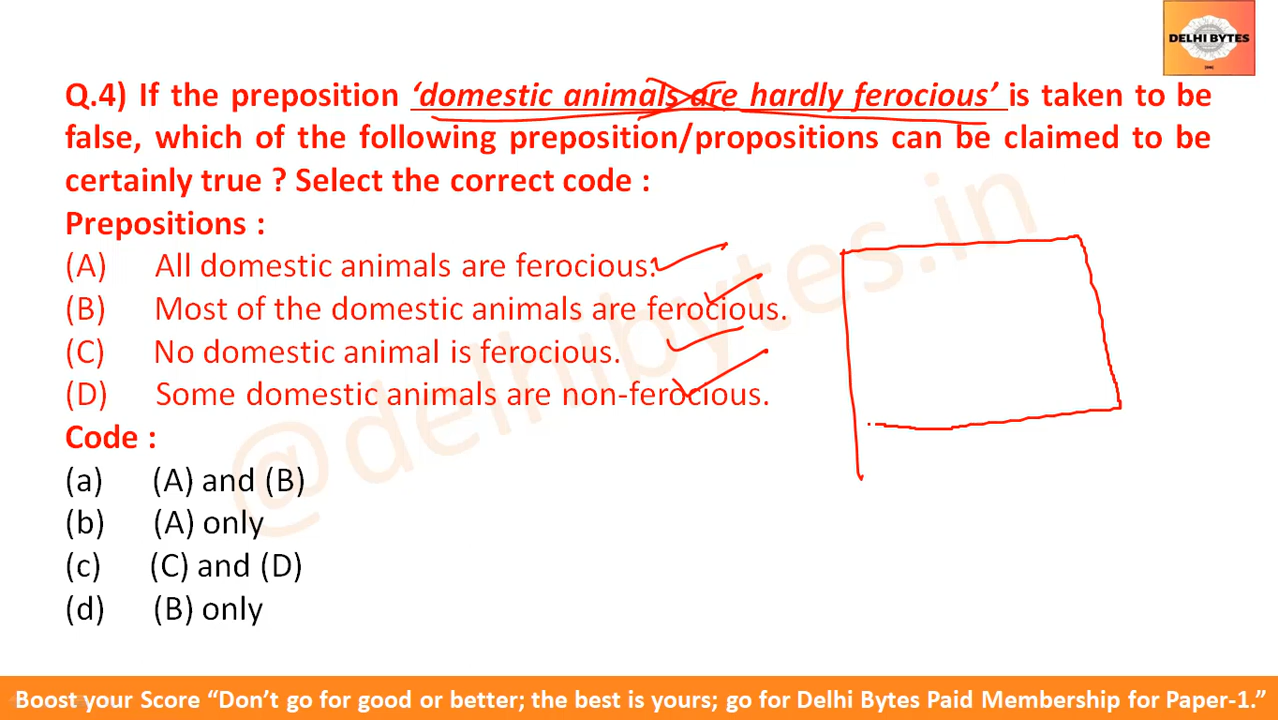 DELHI BYTES
Q.4) If the preposition ‘domestic animals are hardly ferocious’ is taken to be
false, which of the following preposition/propositions can be claimed to be
certainly true ? Select the correct code :
Prepositions :
(A) All domestic animals are ferocious.
(B) Most of the domestic animals are ferocious.
(C) No domestic animal is ferocious.
(D) Some domestic animals are non-ferocious.
Code :
(a) (A) and (B)
(b) (A) only
(c) (C) and (D)
(d) (B) only
@delhibytes.in
Boost your Score “Don’t go for good or better; the best is yours; go for Delhi Bytes Paid Membership for Paper-1.”